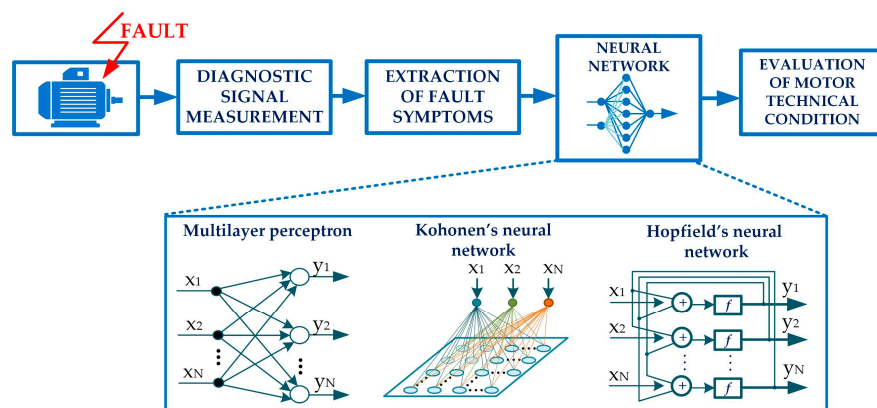 FAULT
DIAGNOSTIC
SIGNAL
MEASUREMENT
EXTRACTION
OF FAULT
SYMPTOMS
NEURAL
NETWORK
EVALUATION
OF MOTOR
TECHNICAL
CONDITION
Multilayer perceptron
x1
x2
xN
y1
y2
yN
Kohonen's neural
network
x1 x2 xN
Hopfield's neural
network
x1 + f y1
x2 + f y2
xN + f yN